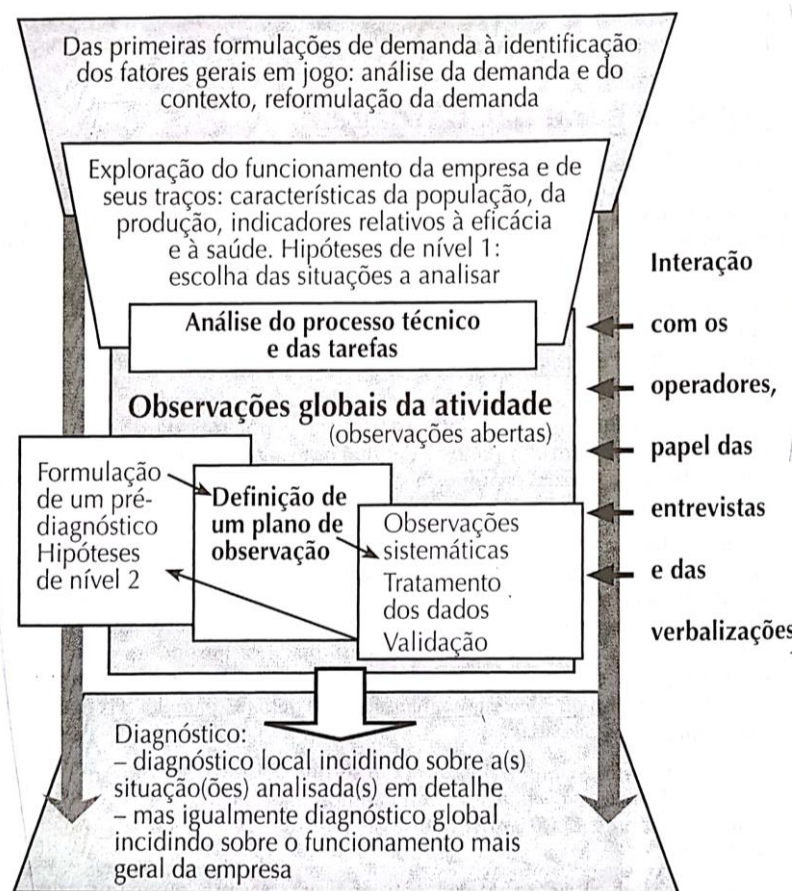 Das primeiras formulações de demanda à identificação
dos fatores gerais em jogo: análise da demanda e do
contexto, reformulação da demanda
Exploração do funcionamento da empresa e de
seus traços: características da população, da
produção, indicadores relativos à eficácia
e à saúde. Hipóteses de nível 1:
escolha das situações a analisar
Análise do processo técnico
e das tarefas
Observações globais da atividade
(observações abertas)
Formulação
de um pré-
diagnóstico
Hipóteses
de nível 2
Definição de
um plano de
observação
Observações
sistemáticas
Tratamento
dos dados
Validação
Interação
com os
operadores,
papel das
entrevistas
e das
verbalizações
Diagnóstico:
– diagnóstico local incidindo sobre a(s)
situação(ões) analisada(s) em detalhe
– mas igualmente diagnóstico global
incidindo sobre o funcionamento mais
geral da empresa